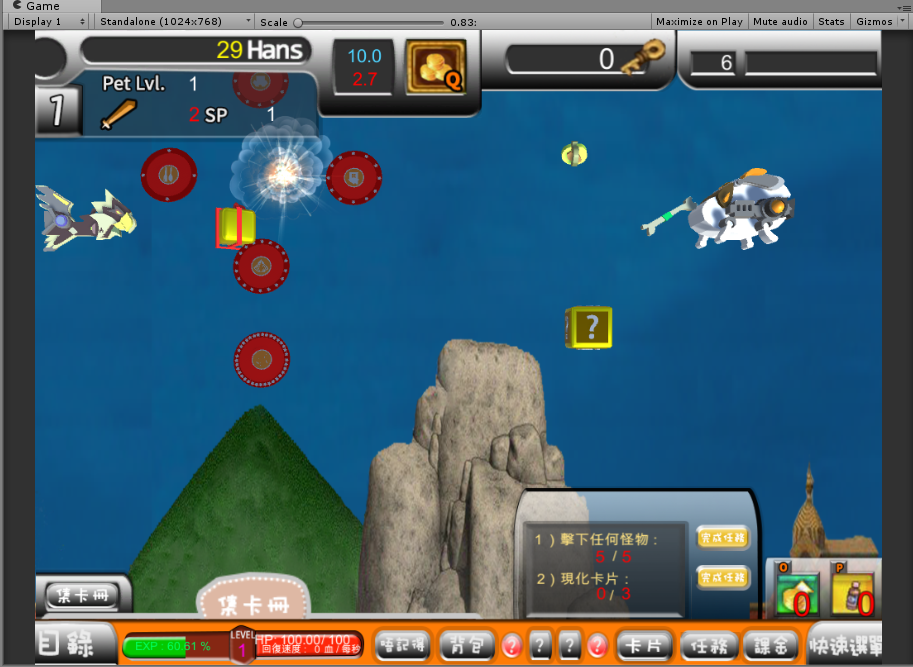 Game
Display 1
Standalone (1024x768)
Scale
0.83:
Maximize on Play
Mute audio
Stats
Gizmos
29 Hans
10.0
2.7
Q
0
6
Pet Lvl. 1
2 SP 1
1
?
1 ) 擊下任何怪物 :
5 / 5
完成任務
2 ) 現化卡片 :
0/ 3
完成任務
O
0
P
0
集卡冊
集卡冊
目錄
EXP : 60.61 %
LEVEL
1
HP: 100.00/ 100
回復速度 : 0 血 / 每秒
唔記得
背包
?
?
?
?
卡片
任務
課金
快速選單